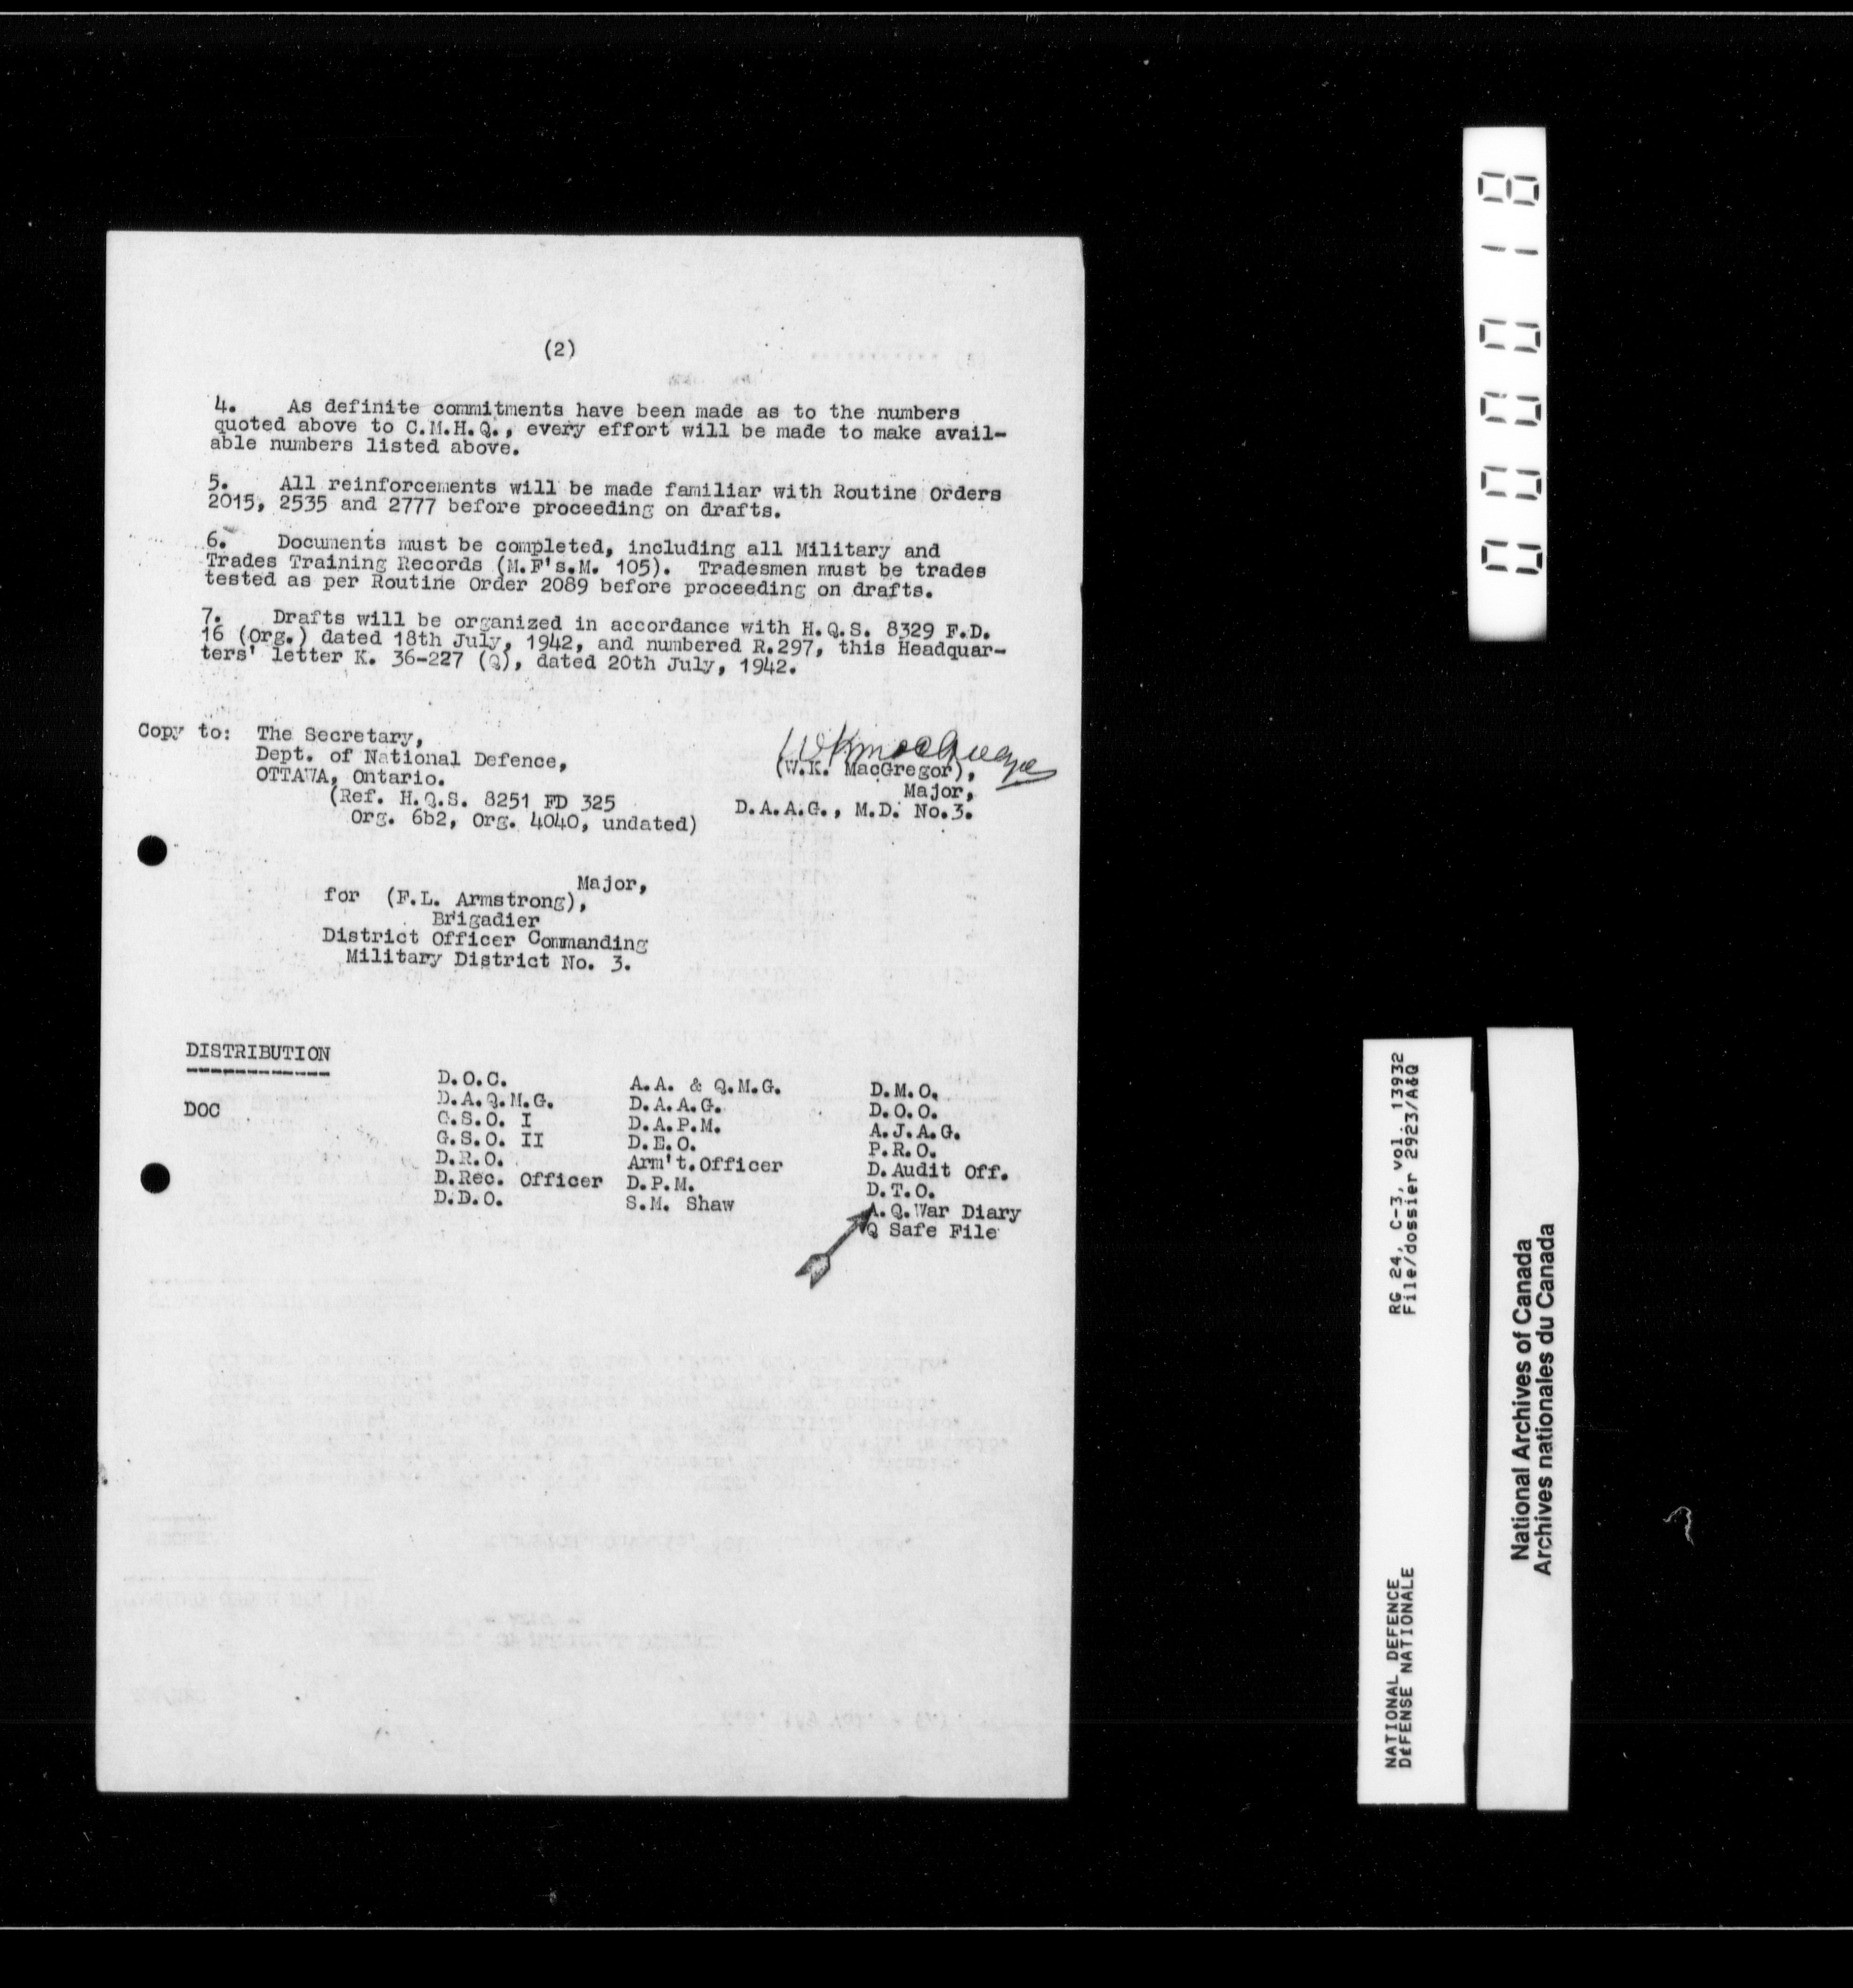 (2)
4. As definite commitments have been made as to the numbers
quoted above to C.M.H.Q., every effort will be made to make avail-
able numbers listed above.
5. All reinforcements will be made familiar with Routine Orders
2015, 2535 and 2777 before proceeding on drafts.
6. Documents must be completed, including all Military and
Trades Training Records (M.F's.M. 105). Tradesmen must be trades
tested as per Routine Order 2089 before proceeding on drafts.
7. Drafts will be organized in accordance with H.Q.S. 8329 F.D.
16 (Org.) dated 18th July, 1942, and numbered R.297, this Headquar-
ters' letter K. 36-227 (Q), dated 20th July, 1942.
Copy to: The Secretary,
Dept. of National Defence,
OTTAWA, Ontario.
(Ref. H.Q.S. 8251 FD 325
Org. 6b2, Org. 4040, undated)
WKMacGregor
(W.K. MacGregor),
Major,
D.A.A.G., M.D. No.3.
Major,
for (F.L. Armstrong),
Brigadier
District Officer Commanding
Military District No. 3.
DISTRIBUTION
DOC
D.O.C.
D.A.Q.M.G.
G.S.O. I
G.S.O. II
D.R.O.
D.Rec. Officer
D.D.O.
A.A. & Q.M.G.
D.A.A.G.
D.A.P.M.
D.E.O.
Arm't.Officer
D.P.M.
S.M. Shaw
D.M.O.
D.O.O.
A.J.A.G.
P.R.O.
D.Audit Off.
D.T.O.
A.Q.War Diary
Q Safe File
000018
NATIONAL DEFENCE RG 24, C-3, vol. 13932
DÉFENSE NATIONALE File/dossier 2923/A&Q
National Archives of Canada
Archives nationales du Canada